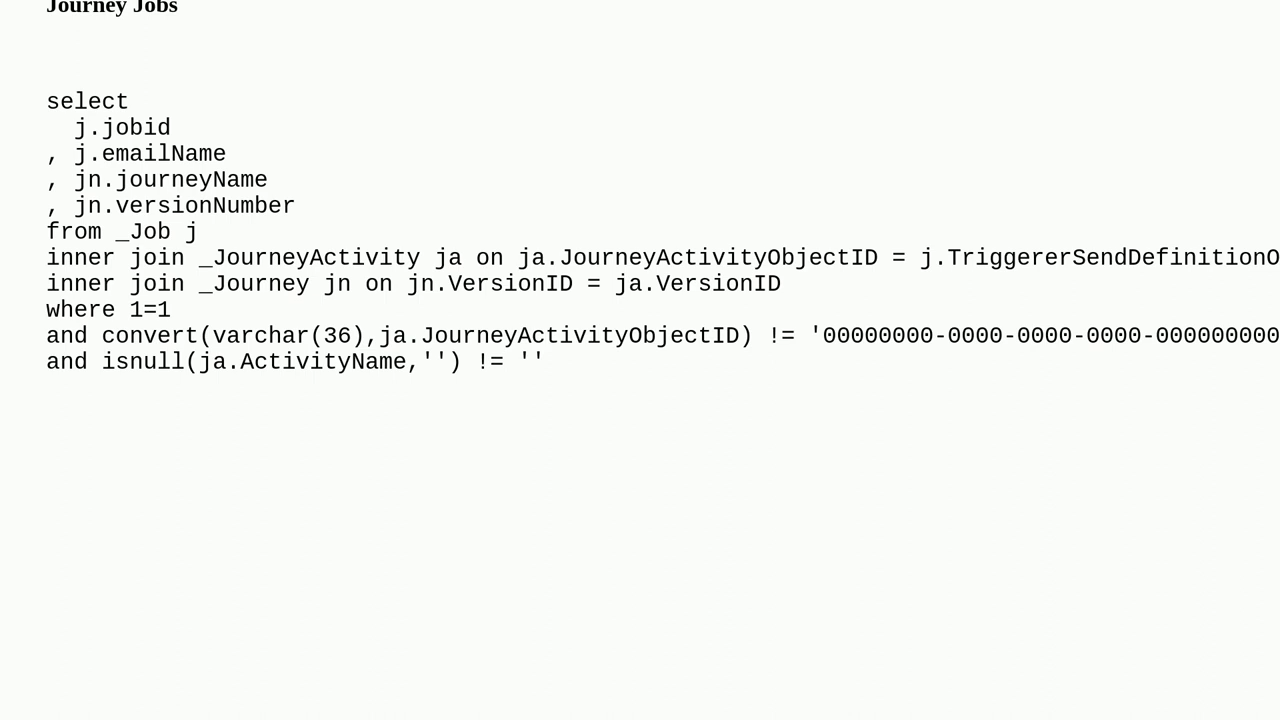 Journey Jobs
select
  j.jobid
, j.emailName
, jn.journeyName
, jn.versionNumber
from _Job j
inner join _JourneyActivity ja on ja.JourneyActivityObjectID = j.TriggererSendDefinitionO
inner join _Journey jn on jn.VersionID = ja.VersionID
where 1=1
and convert(varchar(36),ja.JourneyActivityObjectID) != '00000000-0000-0000-0000-000000000
and isnull(ja.ActivityName,'') != ''